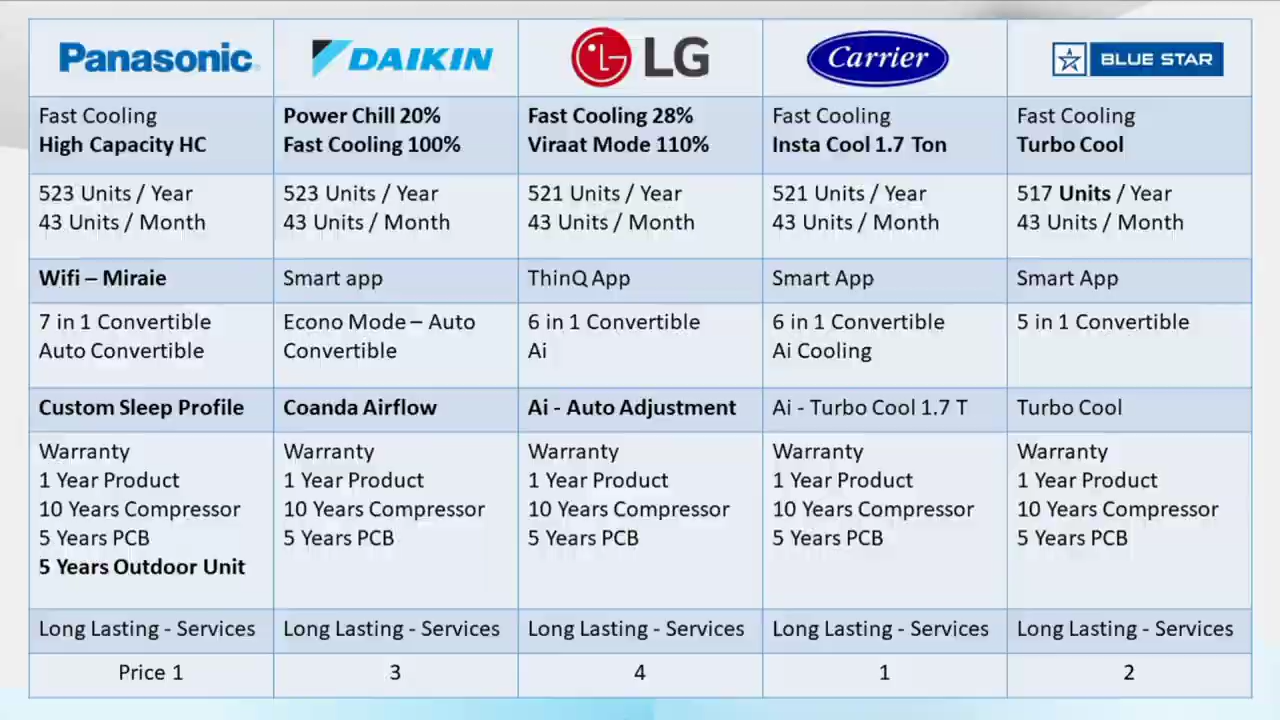 Panasonic
DAIKIN
LG
Carrier
BLUE STAR
Fast Cooling
High Capacity HC
Power Chill 20%
Fast Cooling 100%
Fast Cooling 28%
Viraat Mode 110%
Fast Cooling
Insta Cool 1.7 Ton
Fast Cooling
Turbo Cool
523 Units / Year
43 Units / Month
523 Units / Year
43 Units / Month
521 Units / Year
43 Units / Month
521 Units / Year
43 Units / Month
517 Units / Year
43 Units / Month
Wifi – Miraie
Smart app
ThinQ App
Smart App
Smart App
7 in 1 Convertible
Auto Convertible
Econo Mode – Auto
Convertible
6 in 1 Convertible
Ai
6 in 1 Convertible
Ai Cooling
5 in 1 Convertible
Custom Sleep Profile
Coanda Airflow
Ai - Auto Adjustment
Ai - Turbo Cool 1.7 T
Turbo Cool
Warranty
1 Year Product
10 Years Compressor
5 Years PCB
5 Years Outdoor Unit
Warranty
1 Year Product
10 Years Compressor
5 Years PCB
Warranty
1 Year Product
10 Years Compressor
5 Years PCB
Warranty
1 Year Product
10 Years Compressor
5 Years PCB
Warranty
1 Year Product
10 Years Compressor
5 Years PCB
Long Lasting - Services
Long Lasting - Services
Long Lasting - Services
Long Lasting - Services
Long Lasting - Services
Price 1
3
4
1
2